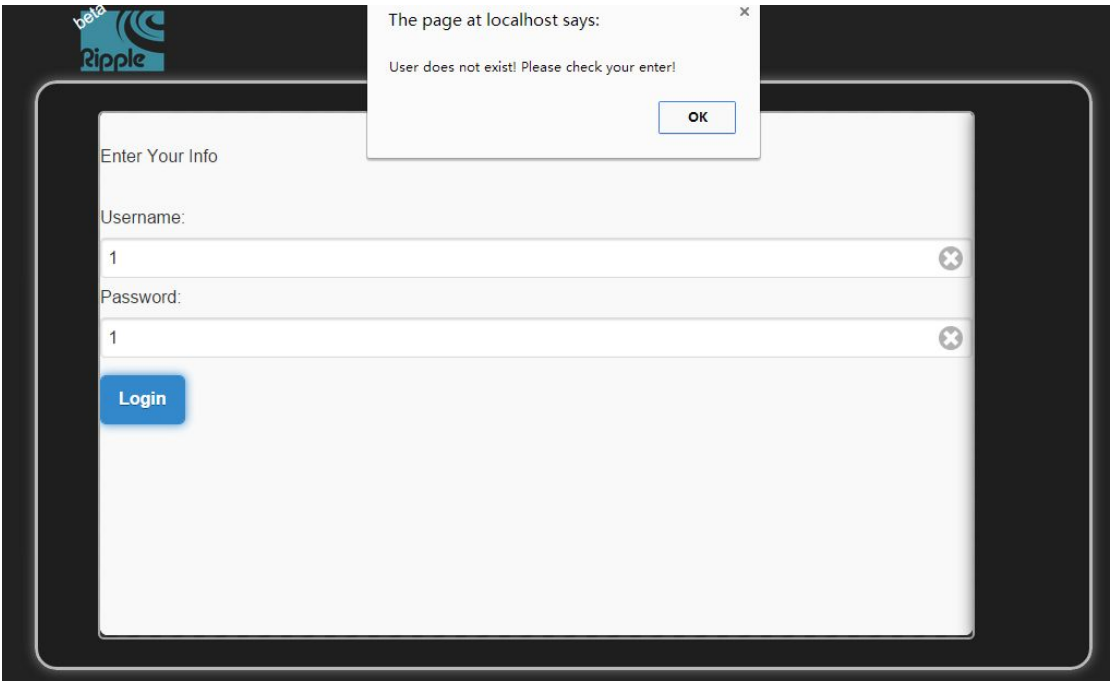 beta
Ripple
The page at localhost says:
User does not exist! Please check your enter!
OK
Enter Your Info
Username:
1
Password:
1
Login